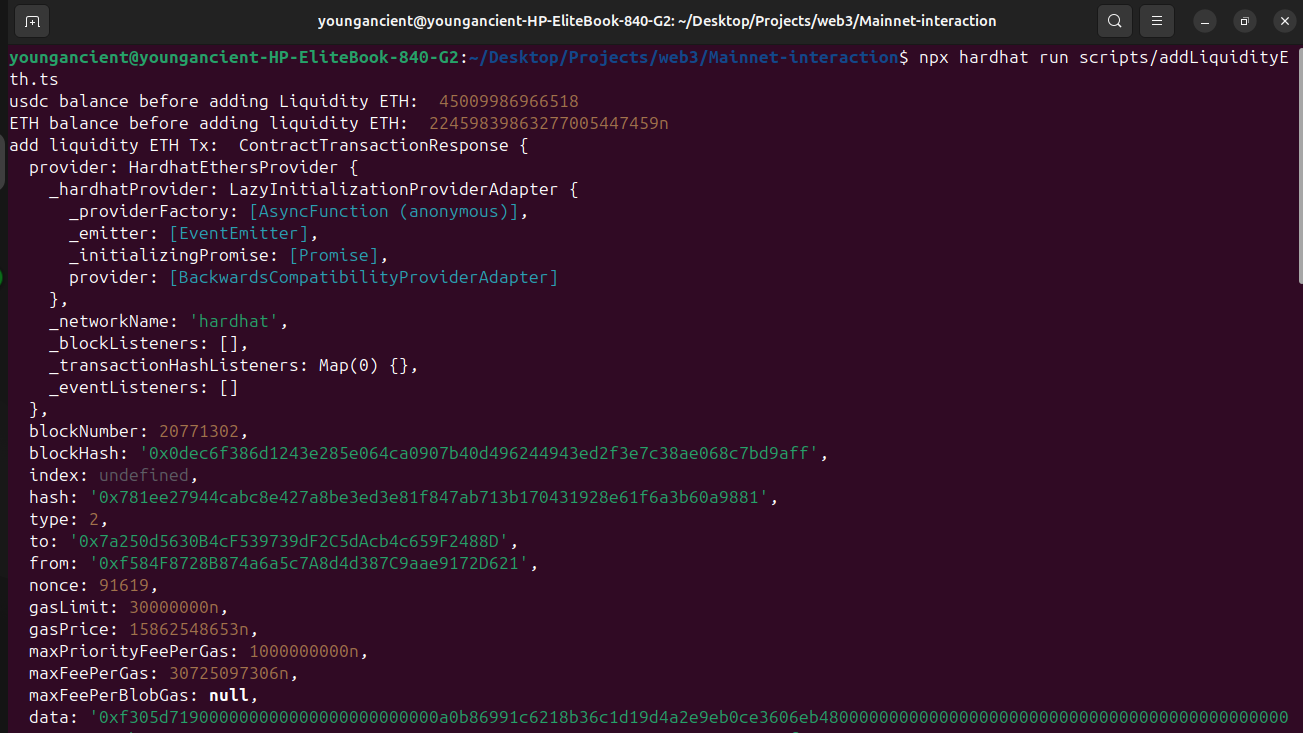 youngancient@youngancient-HP-EliteBook-840-G2: ~/Desktop/Projects/web3/Mainnet-interaction
youngancient@youngancient-HP-EliteBook-840-G2:~/Desktop/Projects/web3/Mainnet-interaction$ npx hardhat run scripts/addLiquidityE
th.ts
usdc balance before adding Liquidity ETH:  45009986966518
ETH balance before adding liquidity ETH:  22459839863277005447459n
add liquidity ETH Tx:  ContractTransactionResponse {
  provider: HardhatEthersProvider {
    _hardhatProvider: LazyInitializationProviderAdapter {
      _providerFactory: [AsyncFunction (anonymous)],
      _emitter: [EventEmitter],
      _initializingPromise: [Promise],
      provider: [BackwardsCompatibilityProviderAdapter]
    },
    _networkName: 'hardhat',
    _blockListeners: [],
    _transactionHashListeners: Map(0) {},
    _eventListeners: []
  },
  blockNumber: 20771302,
  blockHash: '0x0dec6f386d1243e285e064ca0907b40d496244943ed2f3e7c38ae068c7bd9aff',
  index: undefined,
  hash: '0x781ee27944cabc8e427a8be3ed3e81f847ab713b170431928e61f6a3b60a9881',
  type: 2,
  to: '0x7a250d5630B4cF539739dF2C5dAcb4c659F2488D',
  from: '0xf584F8728B874a6a5c7A8d4d387C9aae9172D621',
  nonce: 91619,
  gasLimit: 30000000n,
  gasPrice: 15862548653n,
  maxPriorityFeePerGas: 1000000000n,
  maxFeePerGas: 30725097306n,
  maxFeePerBlobGas: null,
  data: '0xf305d719000000000000000000000000a0b86991c6218b36c1d19d4a2e9eb0ce3606eb48000000000000000000000000000000000000000000000